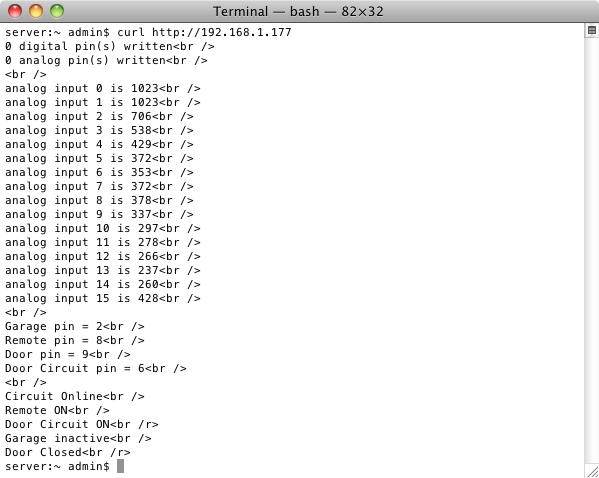 Terminal — bash — 82×32
server:~ admin$ curl http://192.168.1.177
0 digital pin(s) written<br />
0 analog pin(s) written<br />
<br />
analog input 0 is 1023<br />
analog input 1 is 1023<br />
analog input 2 is 706<br />
analog input 3 is 538<br />
analog input 4 is 429<br />
analog input 5 is 372<br />
analog input 6 is 353<br />
analog input 7 is 372<br />
analog input 8 is 378<br />
analog input 9 is 337<br />
analog input 10 is 297<br />
analog input 11 is 278<br />
analog input 12 is 266<br />
analog input 13 is 237<br />
analog input 14 is 260<br />
analog input 15 is 428<br />
<br />
Garage pin = 2<br />
Remote pin = 8<br />
Door pin = 9<br />
Door Circuit pin = 6<br />
<br />
Circuit Online<br />
Remote ON<br />
Door Circuit ON<br /r>
Garage inactive<br />
Door Closed<br /r>
server:~ admin$